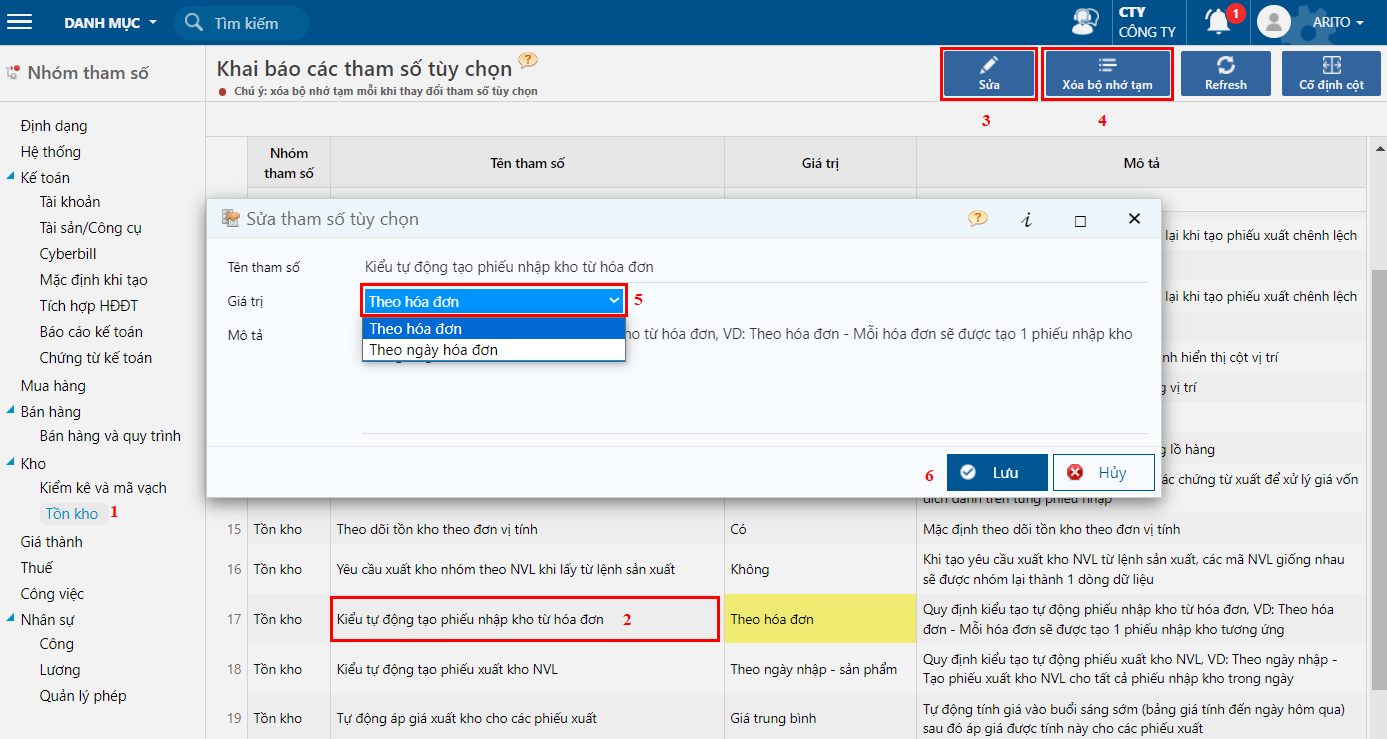 DANH MỤC
Tìm kiếm
CTY
CÔNG TY
1
ARITO
Nhóm tham số
Khai báo các tham số tùy chọn
?
Chú ý: xóa bộ nhớ tạm mỗi khi thay đổi tham số tùy chọn
Sửa
Xóa bộ nhớ tạm
Refresh
Cố định cột
3
4
Định dạng
Hệ thống
Kế toán
Tài khoản
Tài sản/Công cụ
Cyberbill
Mặc định khi tạo
Tích hợp HĐĐT
Báo cáo kế toán
Chứng từ kế toán
Mua hàng
Bán hàng
Bán hàng và quy trình
Kho
Kiểm kê và mã vạch
Tồn kho
1
Giá thành
Thuế
Công việc
Nhân sự
Công
Lương
Quản lý phép
Nhóm
tham số
Tên tham số
Giá trị
Mô tả
lại khi tạo phiếu xuất chênh lệch
lại khi tạo phiếu xuất chênh lệch
nh hiển thị cột vị trí
g vị trí
g lồ hàng
ác chứng từ xuất để xử lý giá vốn
đích danh trên từng phiếu nhập
Sửa tham số tùy chọn
?
i
Tên tham số
Kiểu tự động tạo phiếu nhập kho từ hóa đơn
Giá trị
Theo hóa đơn
5
Theo hóa đơn
Theo ngày hóa đơn
Mô tả
ho từ hóa đơn, VD: Theo hóa đơn - Mỗi hóa đơn sẽ được tạo 1 phiếu nhập kho
6
Lưu
Hủy
15 Tồn kho Theo dõi tồn kho theo đơn vị tính Có Mặc định theo dõi tồn kho theo đơn vị tính
16 Tồn kho Yêu cầu xuất kho nhóm theo NVL khi lấy từ lệnh sản xuất Không Khi tạo yêu cầu xuất kho NVL từ lệnh sản xuất, các mã NVL giống nhau
sẽ được nhóm lại thành 1 dòng dữ liệu
17 Tồn kho Kiểu tự động tạo phiếu nhập kho từ hóa đơn 2 Theo hóa đơn Quy định kiểu tạo tự động phiếu nhập kho từ hóa đơn, VD: Theo hóa
đơn - Mỗi hóa đơn sẽ được tạo 1 phiếu nhập kho tương ứng
18 Tồn kho Kiểu tự động tạo phiếu xuất kho NVL Theo ngày nhập - sản phẩm Quy định kiểu tạo tự động phiếu xuất kho NVL, VD: Theo ngày nhập -
Tạo phiếu xuất kho NVL cho tất cả phiếu nhập kho trong ngày
19 Tồn kho Tự động áp giá xuất kho cho các phiếu xuất Giá trung bình Tự động tính giá vào buổi sáng sớm (bảng giá tính đến ngày hôm qua)
sau đó áp giá được tính này cho các phiếu xuất